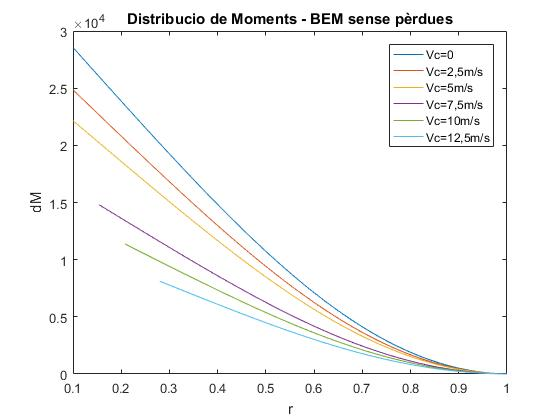 Distribucio de Moments - BEM sense pèrdues
×10⁴
3
2.5
2
1.5
1
0.5
0
dM
0.1 0.2 0.3 0.4 0.5 0.6 0.7 0.8 0.9 1
r
Vc=0
Vc=2,5m/s
Vc=5m/s
Vc=7,5m/s
Vc=10m/s
Vc=12,5m/s